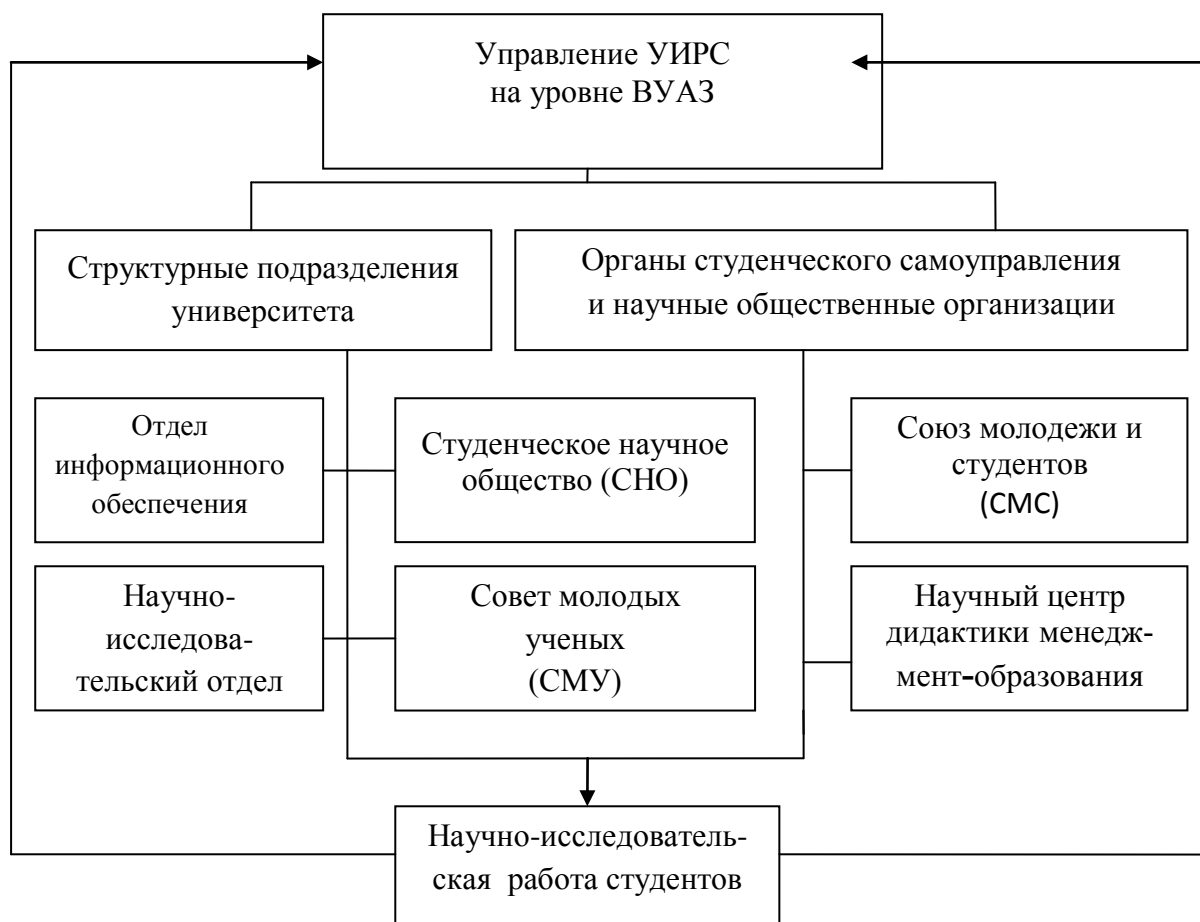 Управление УИРС
на уровне ВУАЗ
Структурные подразделения
университета
Органы студенческого самоуправления
и научные общественные организации
Отдел
информационного
обеспечения
Студенческое научное
общество (СНО)
Союз молодежи и
студентов
(СМС)
Научно-
исследова-
тельский отдел
Совет молодых
ученых
(СМУ)
Научный центр
дидактики менедж-
мент-образования
Научно-исследователь-
ская работа студентов